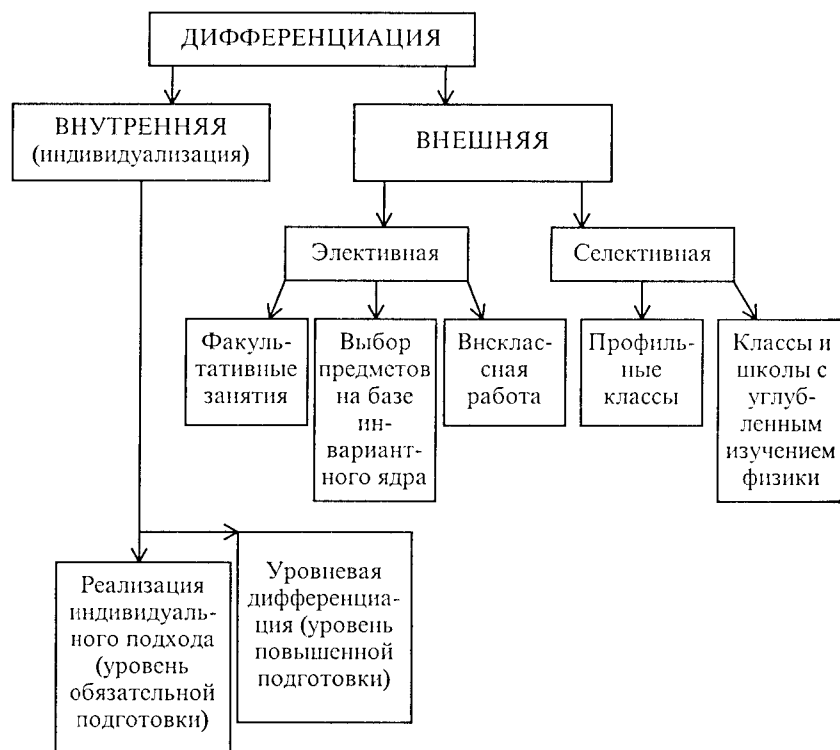 ДИФФЕРЕНЦИАЦИЯ
ВНУТРЕННЯЯ
(индивидуализация)
ВНЕШНЯЯ
Элективная
Селективная
Факуль-
тативные
занятия
Выбор
предметов
на базе
ин-
вариант-
ного ядра
Внеклас-
сная
работа
Профиль-
ные
классы
Классы и
школы с
углуб-
ленным
изучением
физики
Реализация
индивидуаль-
ного подхода
(уровень
обязательной
подготовки)
Уровневая
дифференциа-
ция (уровень
повышенной
подготовки)